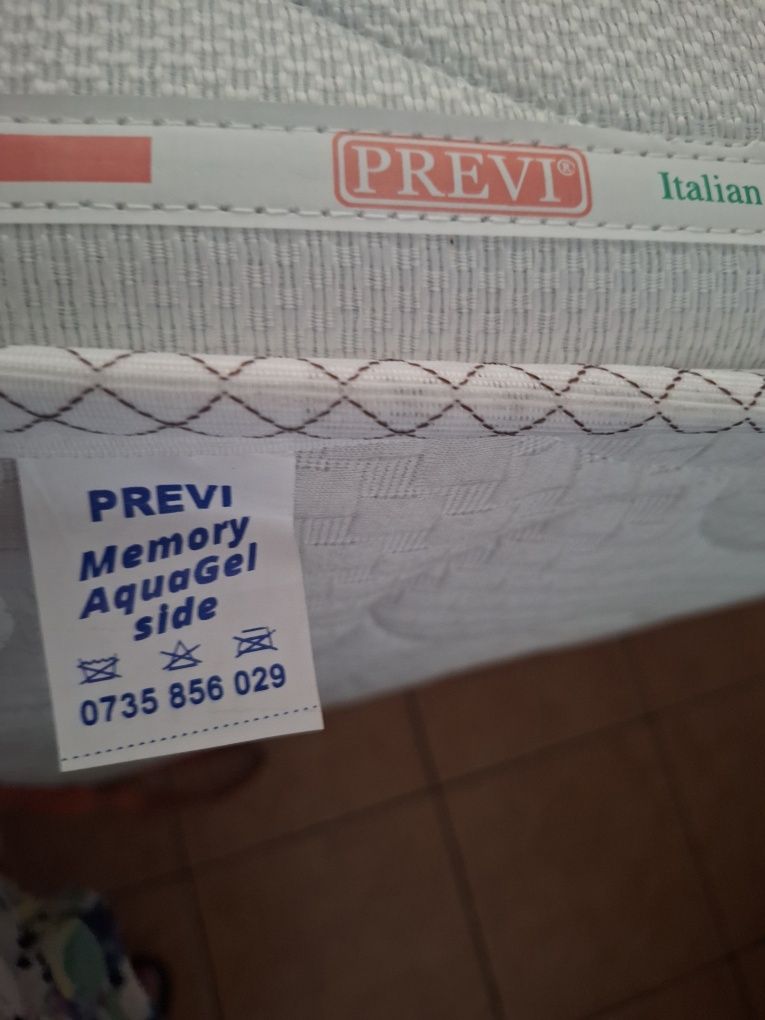 PREVI®
Italian
PREVI
Memory
AquaGel
side
0735 856 029